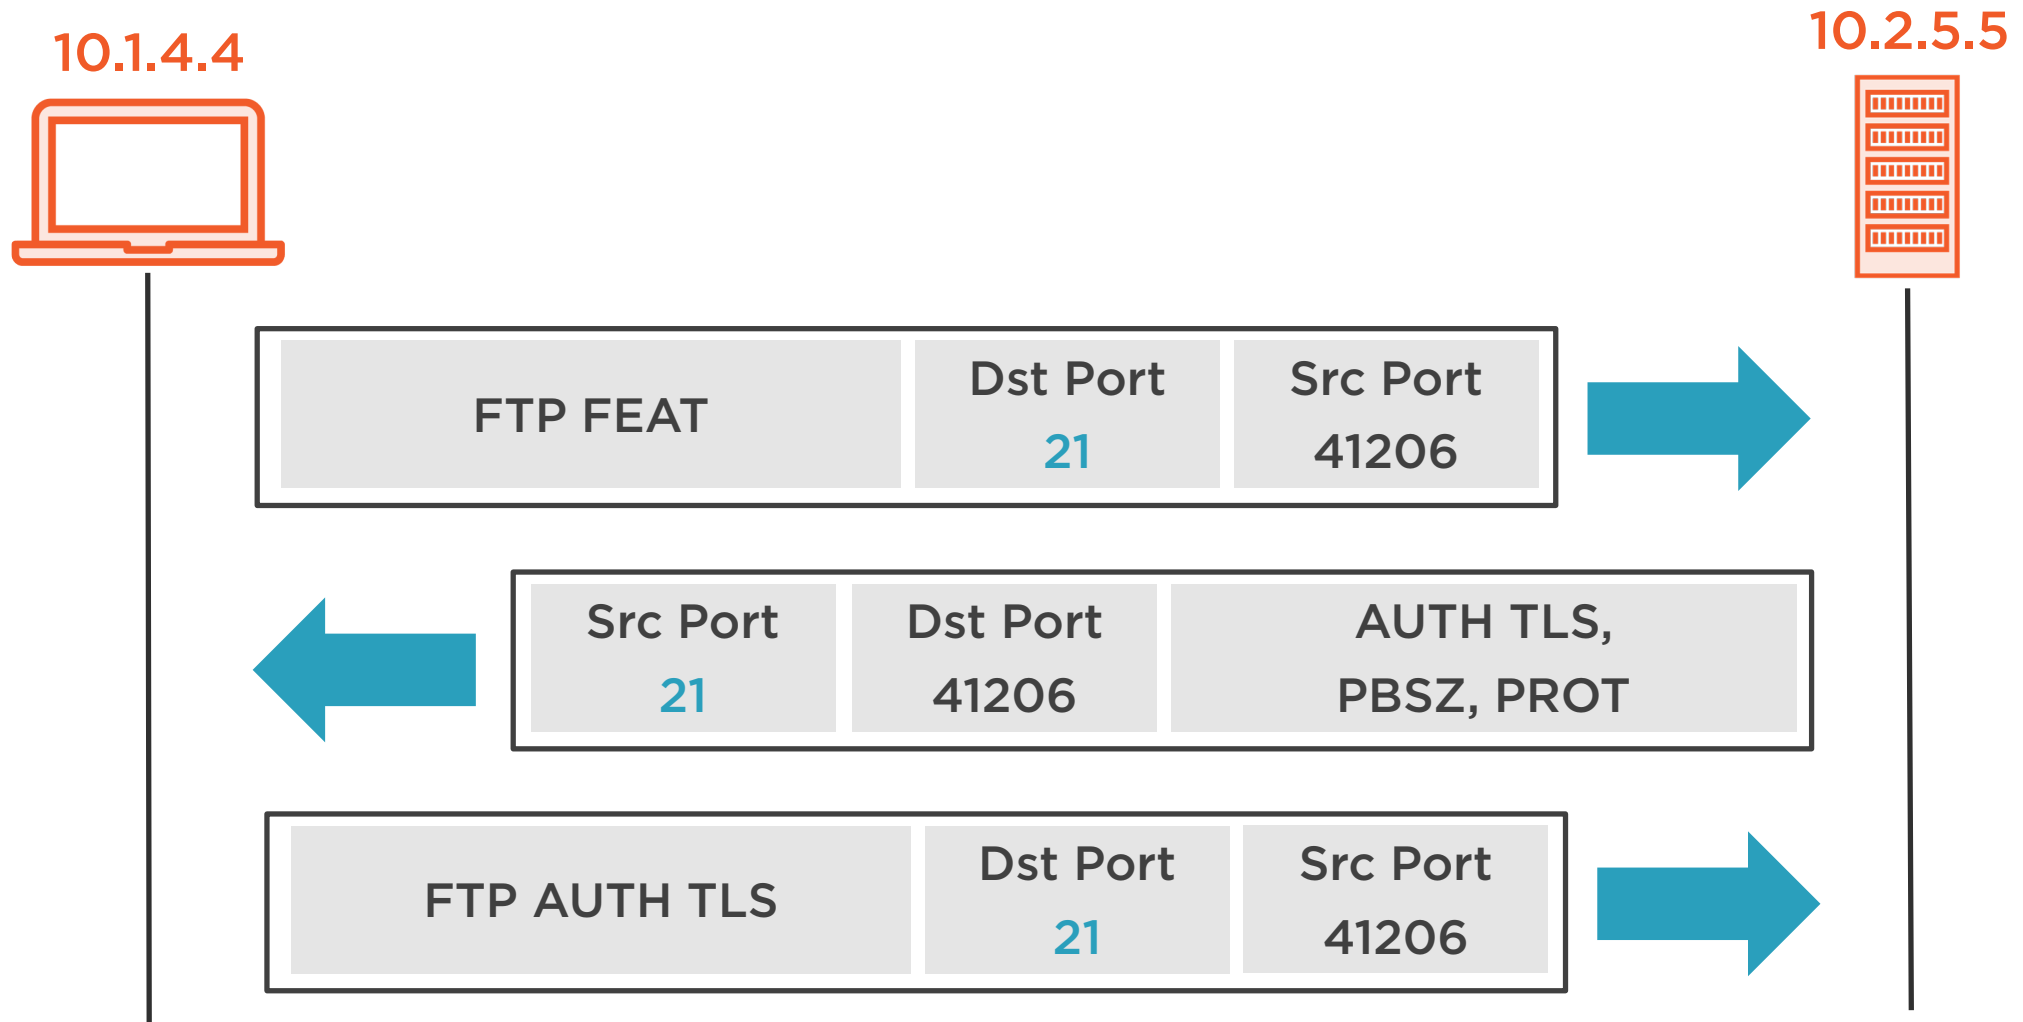 10.1.4.4
10.2.5.5
FTP FEAT
Dst Port
21
Src Port
41206
Src Port
21
Dst Port
41206
AUTH TLS,
PBSZ, PROT
FTP AUTH TLS
Dst Port
21
Src Port
41206